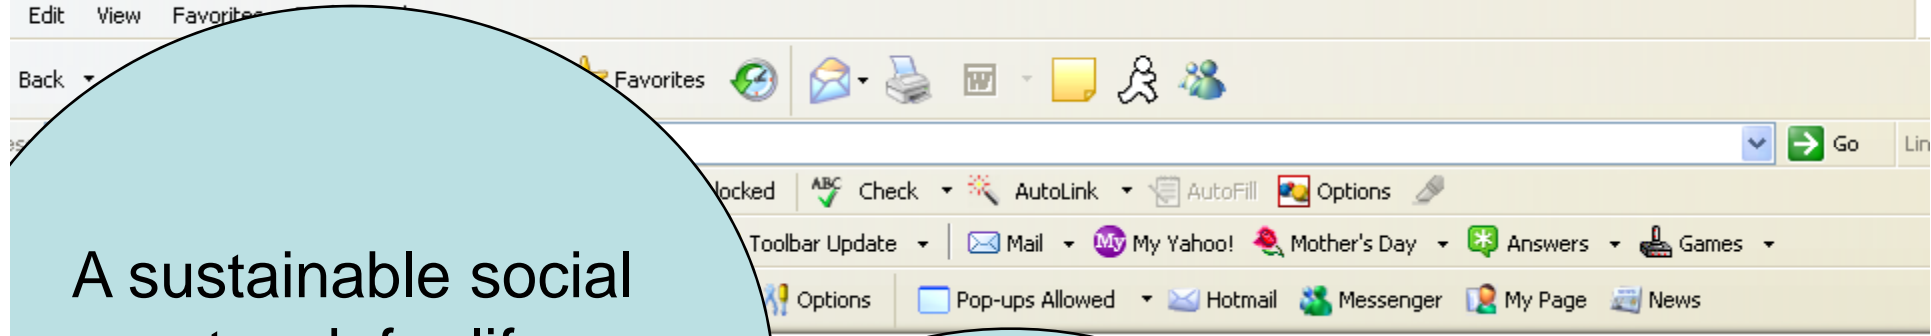 Edit View Favorites
Back Favorites
Go
Check AutoLink AutoFill Options
Toolbar Update Mail My Yahoo! Mother's Day Answers Games
A sustainable social
Options Pop-ups Allowed Hotmail Messenger My Page News